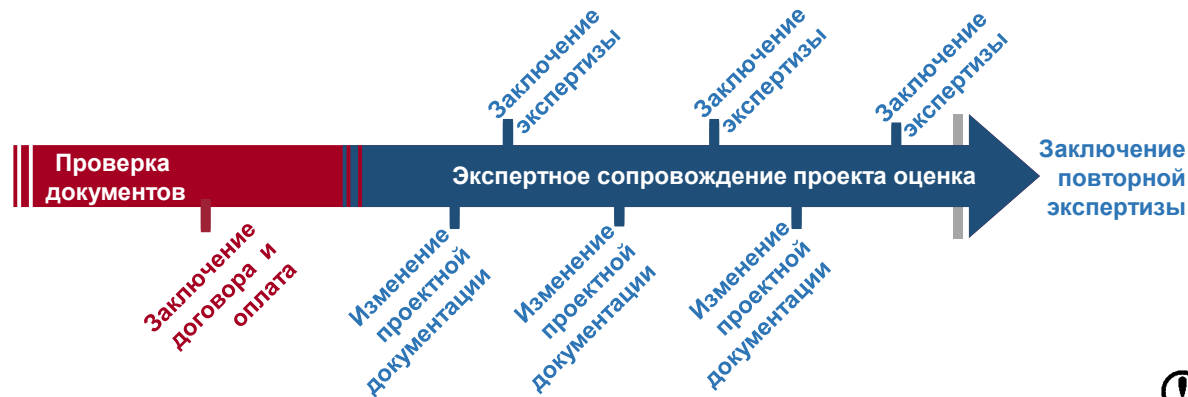 Заключение
экспертизы
Заключение
экспертизы
Заключение
экспертизы
Проверка
документов
Экспертное сопровождение проекта оценка
Заключение
повторной
экспертизы
Заключение
договора и
оплата
Изменение
проектной
документации
Изменение
проектной
документации
Изменение
проектной
документации